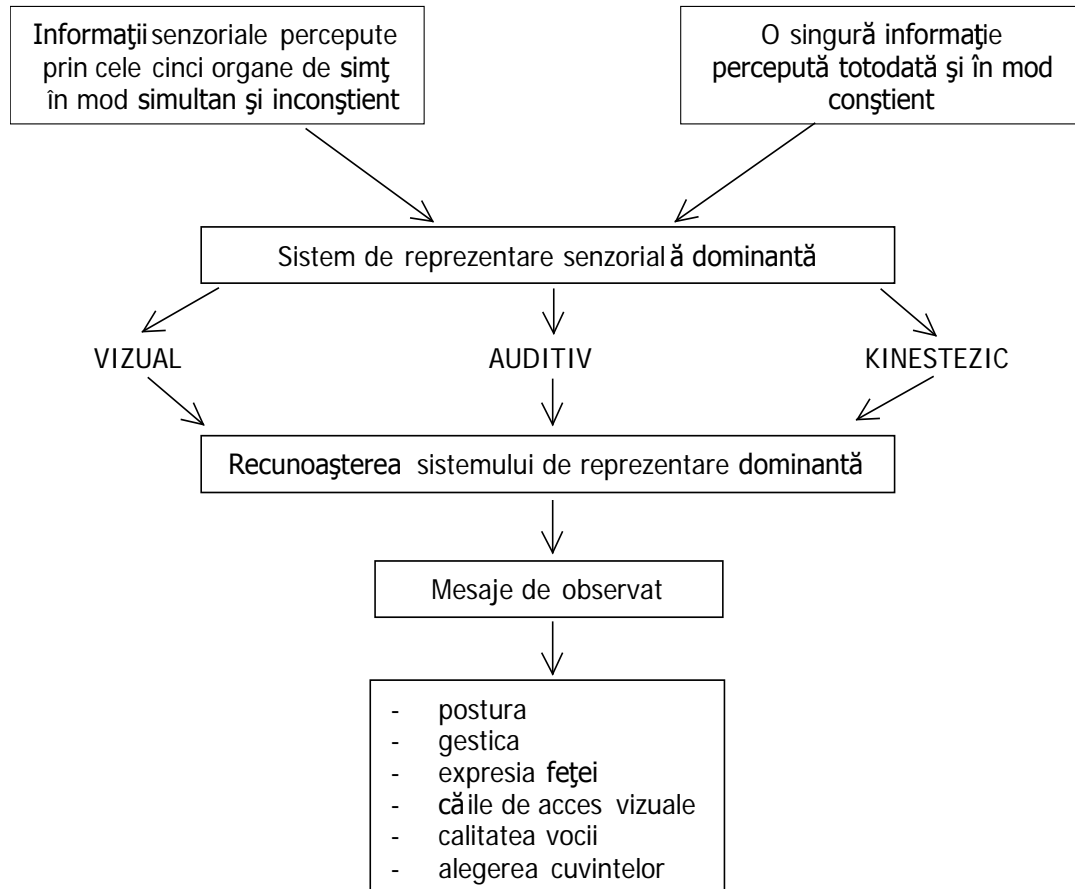 Informaţii senzoriale percepute
prin cele cinci organe de simţ
în mod simultan şi inconştient
O singură informaţie
percepută totodată şi în mod
conştient
Sistem de reprezentare senzorială dominantă
VIZUAL
AUDITIV
KINESTEZIC
Recunoaşterea sistemului de reprezentare dominantă
Mesaje de observat
- postura
- gestica
- expresia feţei
- căile de acces vizuale
- calitatea vocii
- alegerea cuvintelor